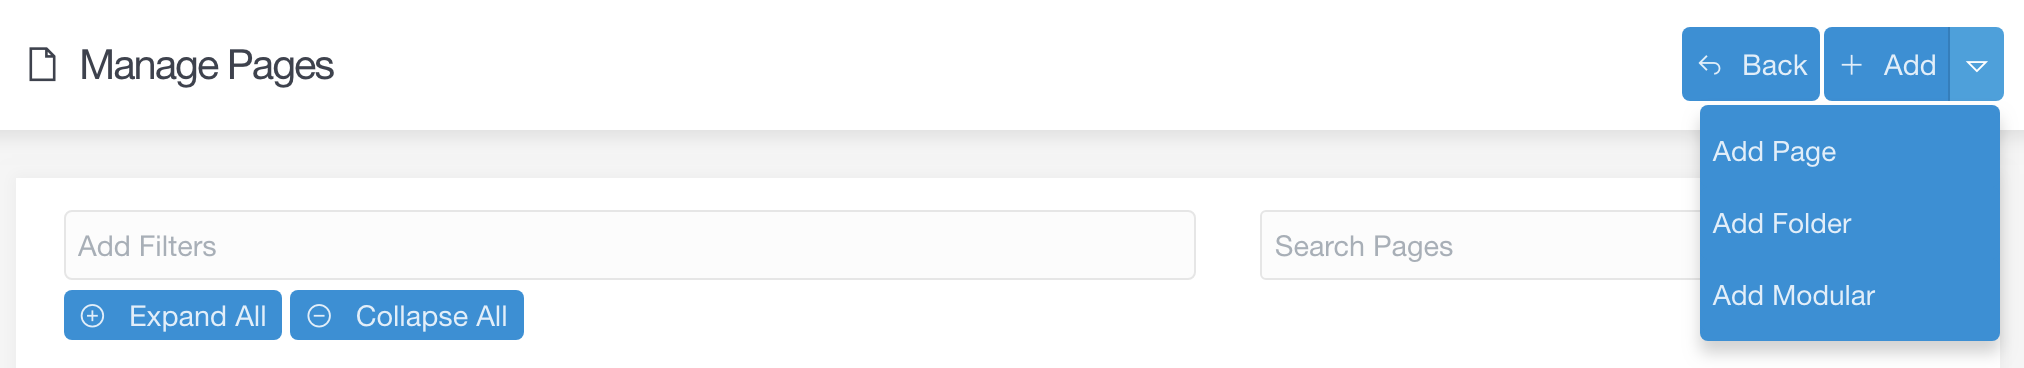 Manage Pages
Back
Add
Add Page
Add Folder
Add Modular
Add Filters
Search Pages
Expand All
Collapse All